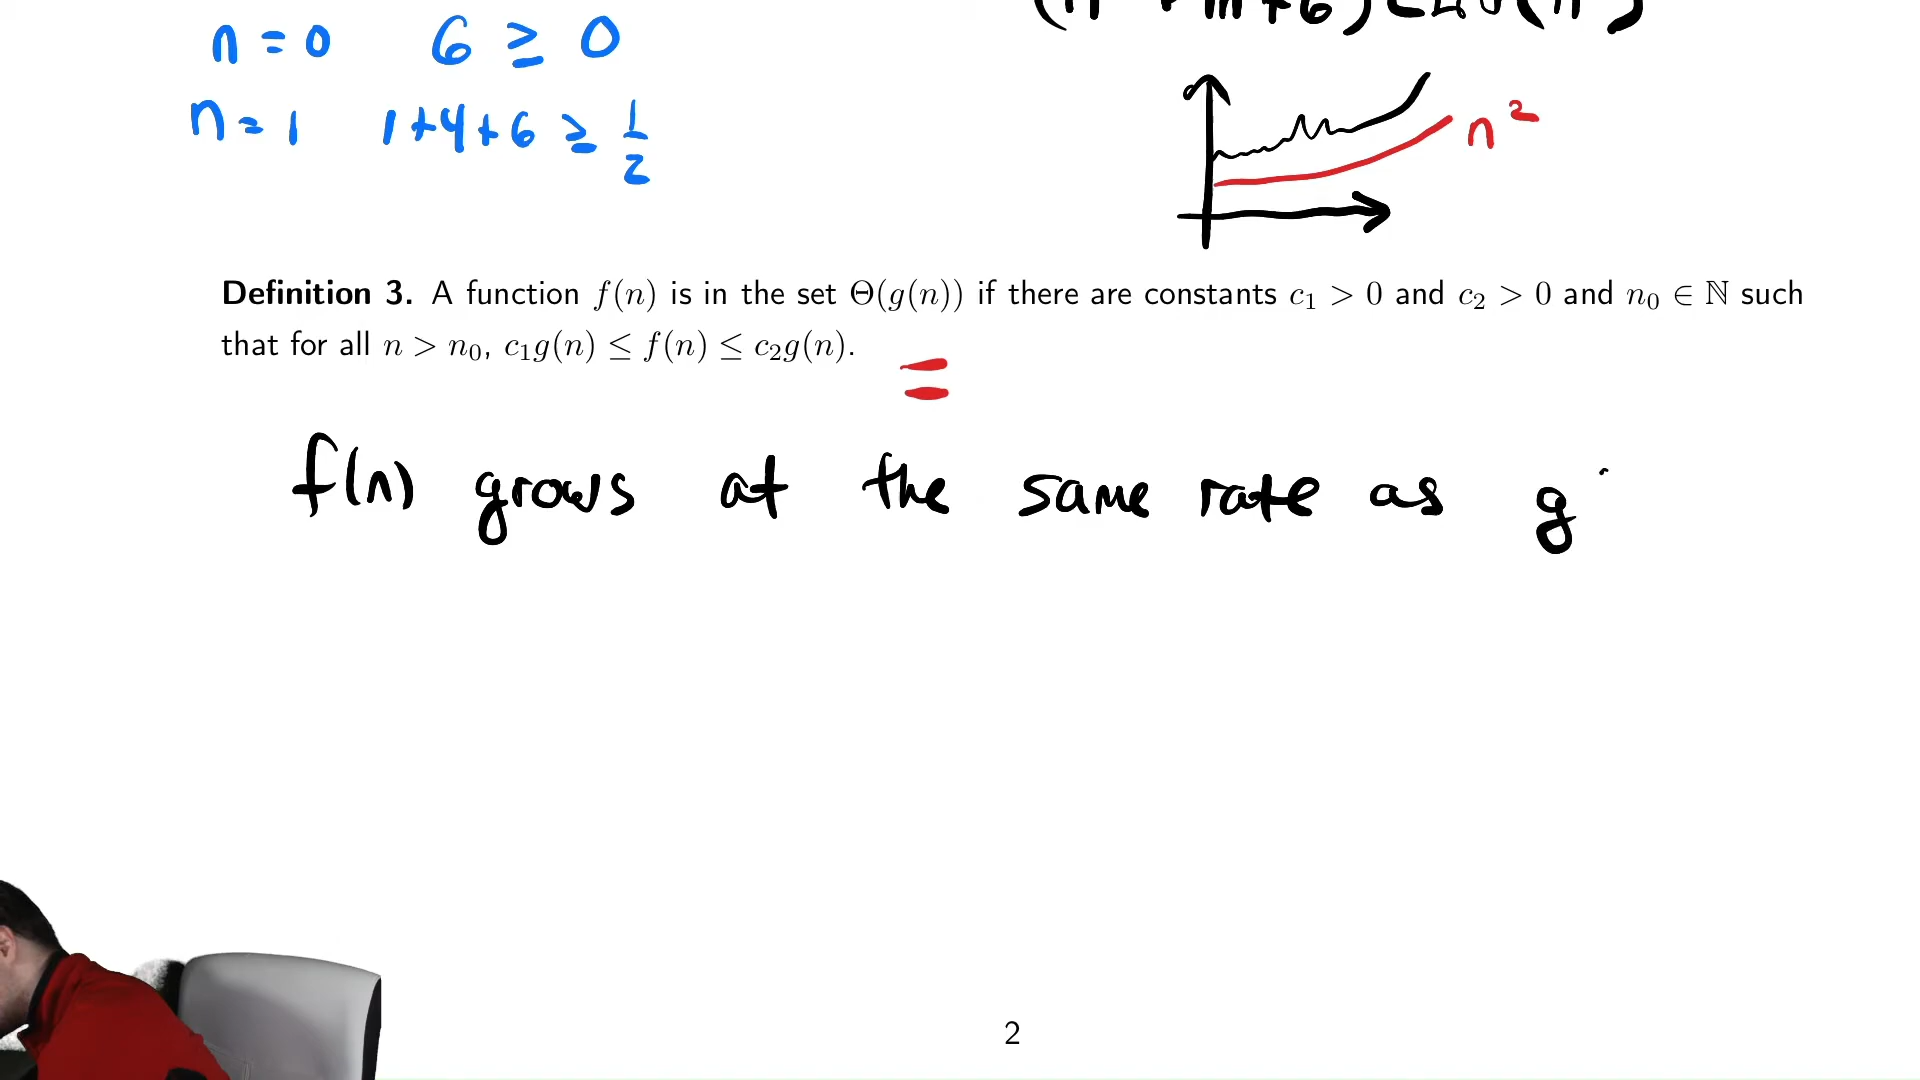 n = 0 6 ≥ 0
n = 1 1+4+6 ≥ 1/2
n²
Definition 3. A function f(n) is in the set Θ(g(n)) if there are constants c₁ > 0 and c₂ > 0 and n₀ ∈ ℕ such
that for all n > n₀, c₁g(n) ≤ f(n) ≤ c₂g(n).
=
f(n) grows at the same rate as g
2